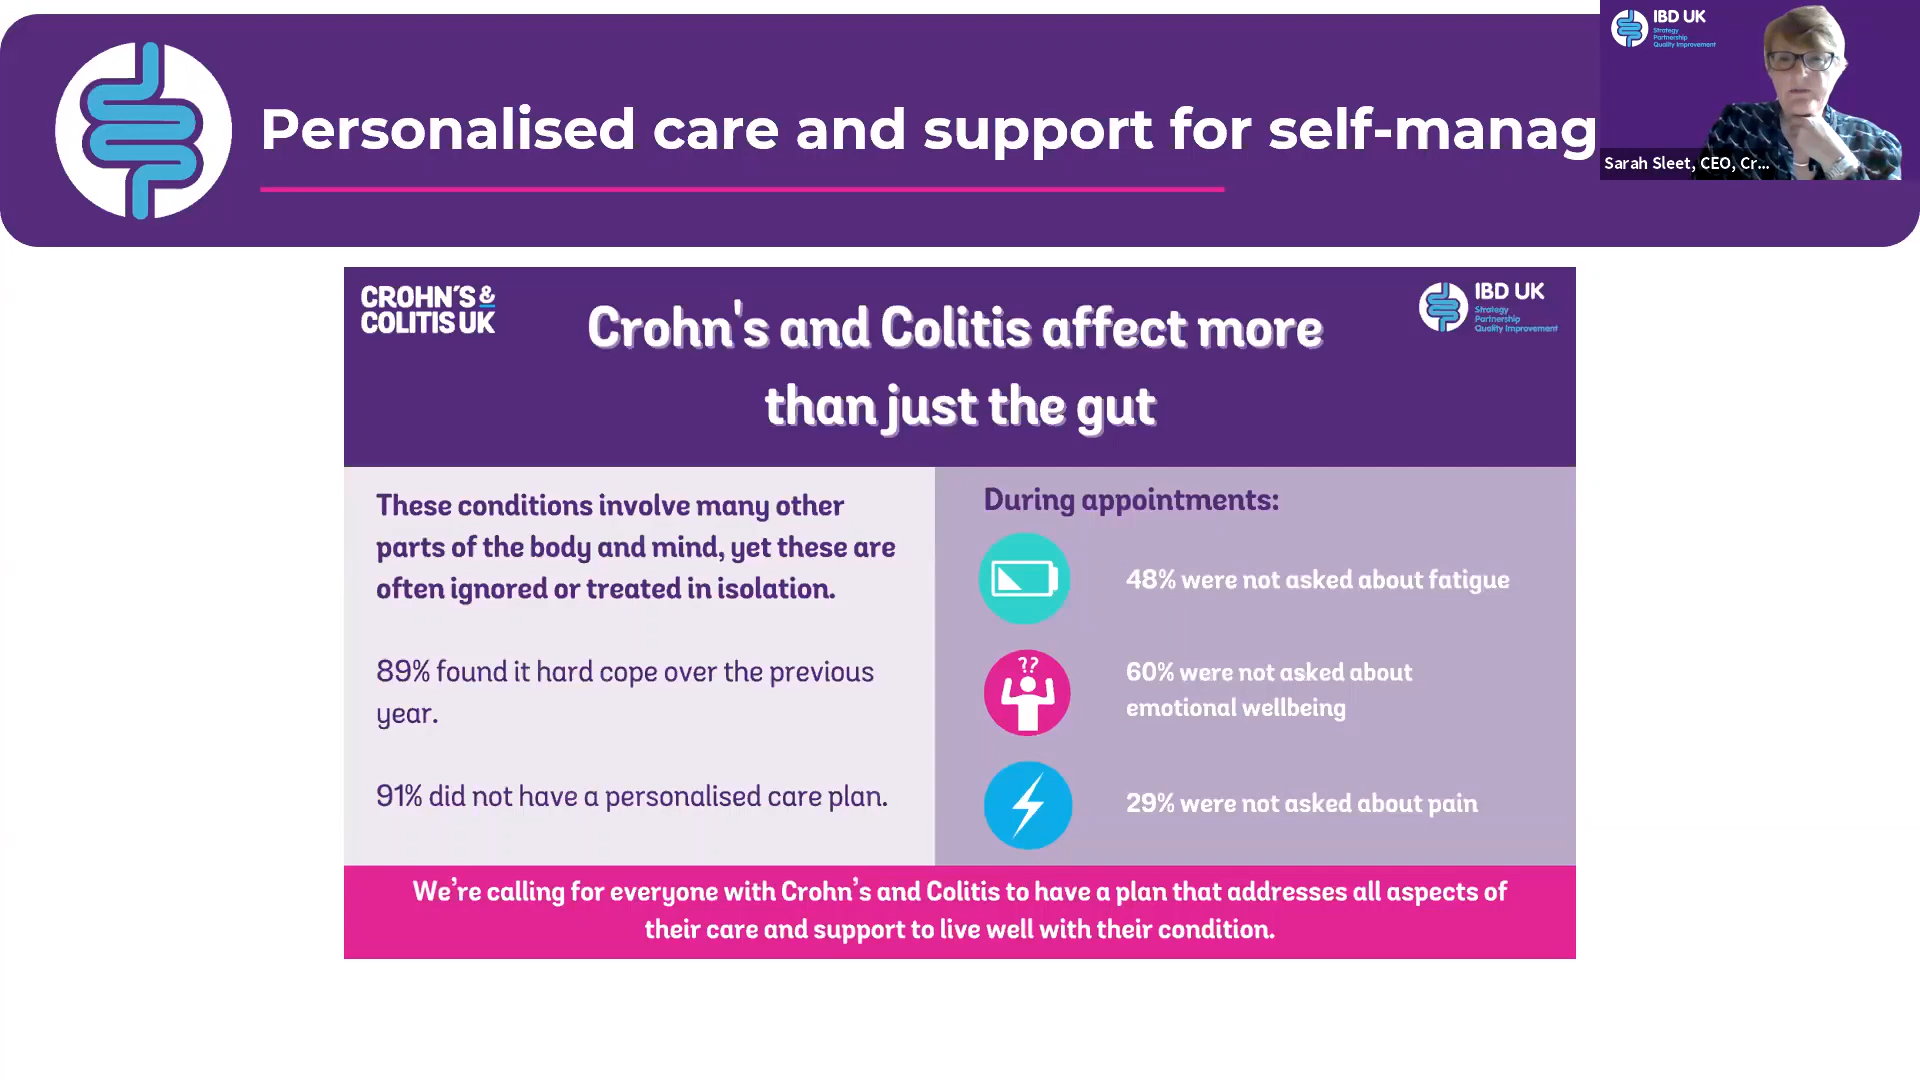 Personalised care and support for self-manag
IBD UK
Strategy
Partnership
Quality Improvement
Sarah Sleet, CEO, Cr...
CROHN'S &
COLITIS UK
Crohn's and Colitis affect more
than just the gut
IBD UK
Strategy
Partnership
Quality Improvement
These conditions involve many other
parts of the body and mind, yet these are
often ignored or treated in isolation.
89% found it hard cope over the previous
year.
91% did not have a personalised care plan.
During appointments:
48% were not asked about fatigue
??
60% were not asked about
emotional wellbeing
29% were not asked about pain
We’re calling for everyone with Crohn’s and Colitis to have a plan that addresses all aspects of
their care and support to live well with their condition.